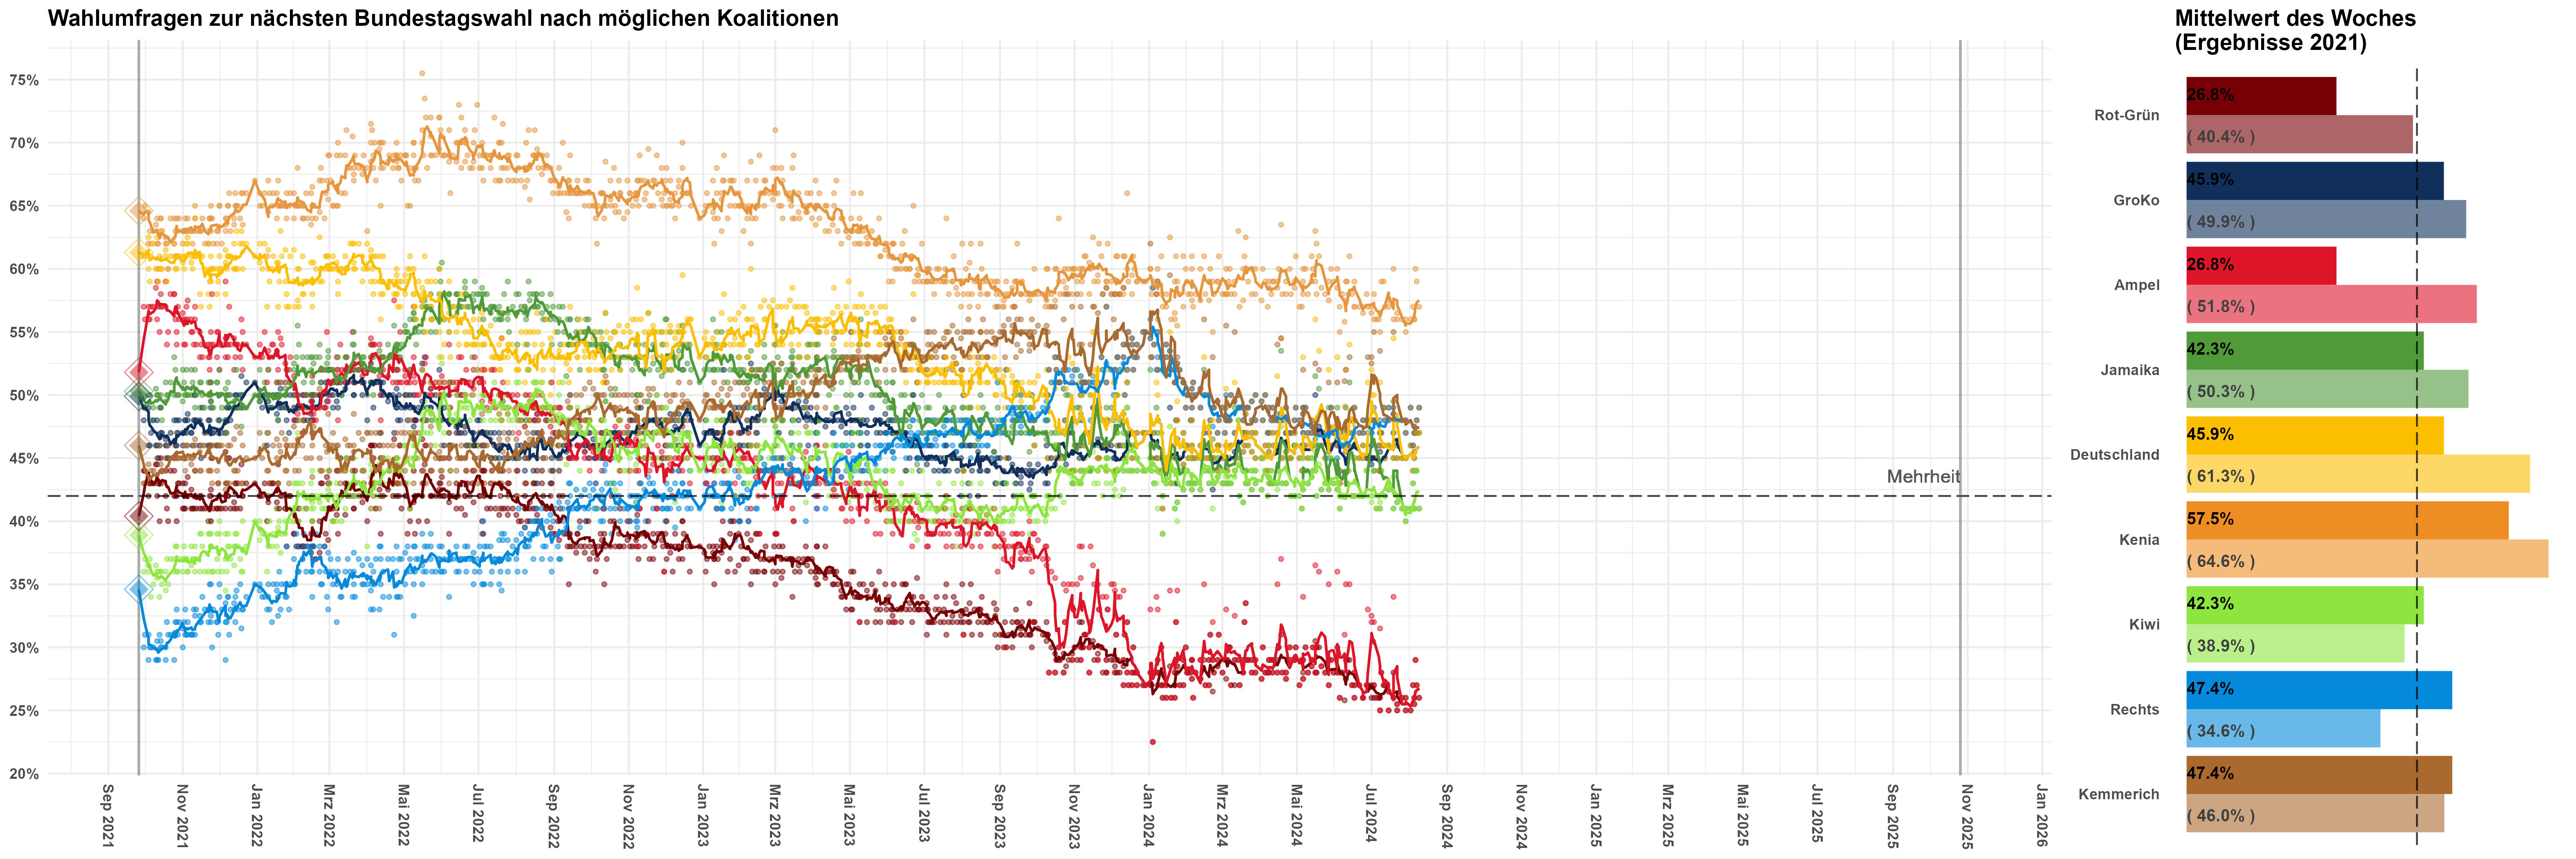 Wahlumfragen zur nächsten Bundestagswahl nach möglichen Koalitionen
75%
70%
65%
60%
55%
50%
45%
40%
35%
30%
25%
20%
Mehrheit
Sep 2021
Nov 2021
Jan 2022
Mrz 2022
Mai 2022
Jul 2022
Sep 2022
Nov 2022
Jan 2023
Mrz 2023
Mai 2023
Jul 2023
Sep 2023
Nov 2023
Jan 2024
Mrz 2024
Mai 2024
Jul 2024
Sep 2024
Nov 2024
Jan 2025
Mrz 2025
Mai 2025
Jul 2025
Sep 2025
Nov 2025
Jan 2026
Mittelwert des Woches
(Ergebnisse 2021)
Rot-Grün
26.8%
( 40.4% )
GroKo
45.9%
( 49.9% )
Ampel
26.8%
( 51.8% )
Jamaika
42.3%
( 50.3% )
Deutschland
45.9%
( 61.3% )
Kenia
57.5%
( 64.6% )
Kiwi
42.3%
( 38.9% )
Rechts
47.4%
( 34.6% )
Kemmerich
47.4%
( 46.0% )